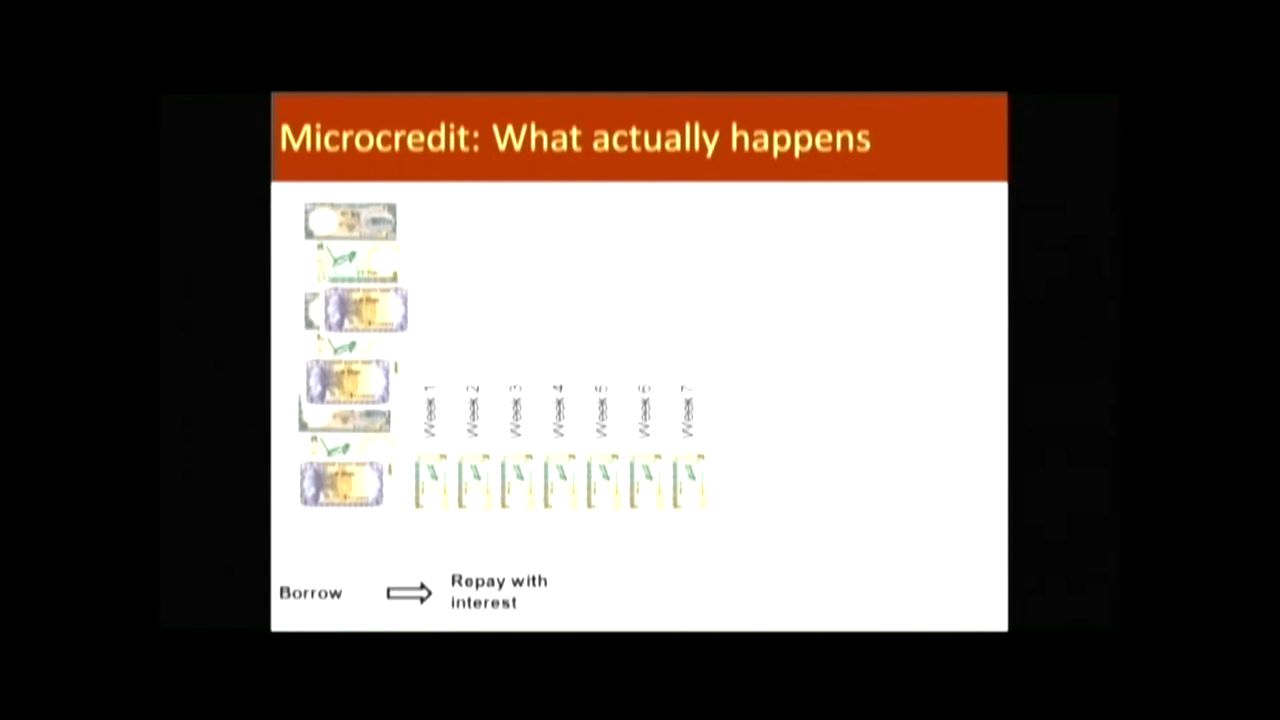 Microcredit: What actually happens
Week 1
Week 2
Week 3
Week 4
Week 5
Week 6
Week 7
Borrow
Repay with
interest